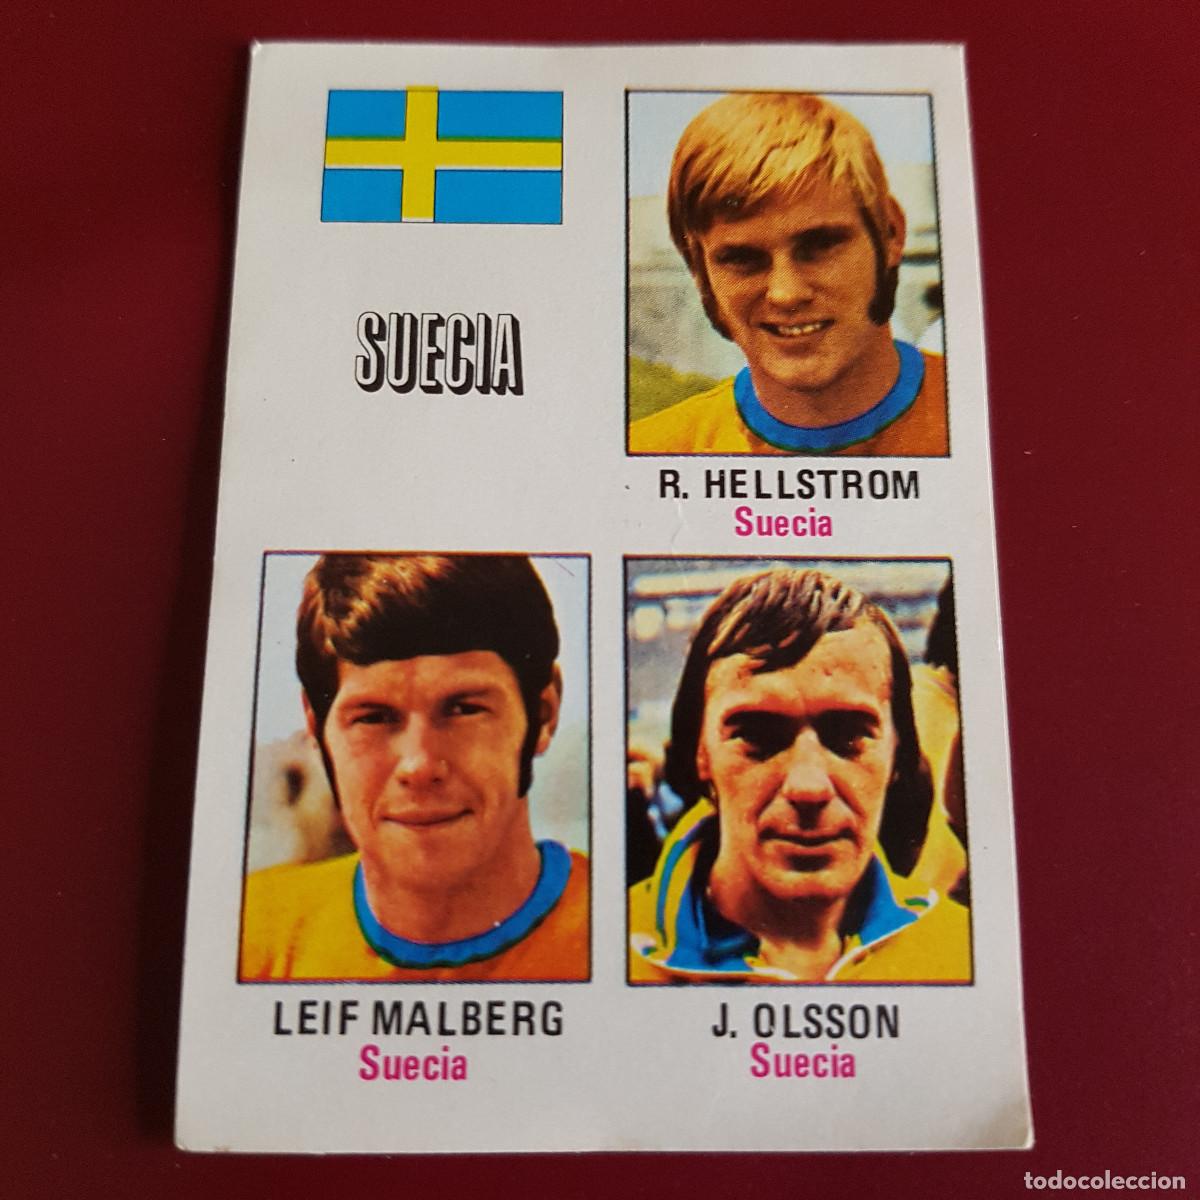 SUECIA
R. HELLSTROM
Suecia
LEIF MALBERG
Suecia
J. OLSSON
Suecia
todocoleccion